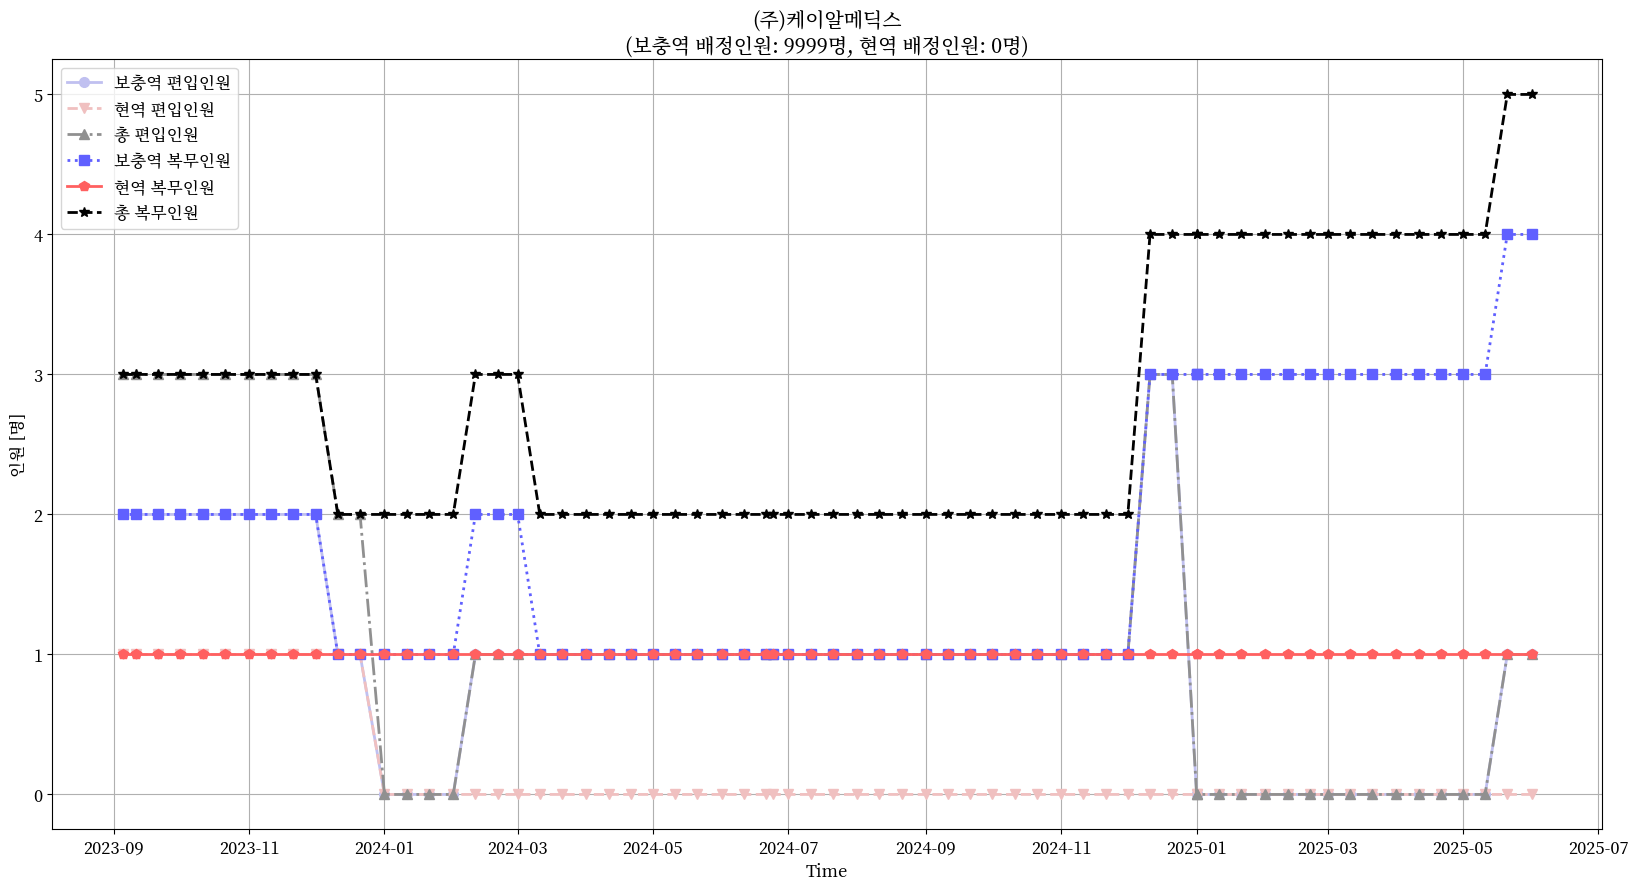 (주)케이알메딕스
(보충역 배정인원: 9999명, 현역 배정인원: 0명)
보충역 편입인원
현역 편입인원
총 편입인원
보충역 복무인원
현역 복무인원
총 복무인원
인원 [명]
5
4
3
2
1
0
2023-09
2023-11
2024-01
2024-03
2024-05
2024-07
2024-09
2024-11
2025-01
2025-03
2025-05
2025-07
Time